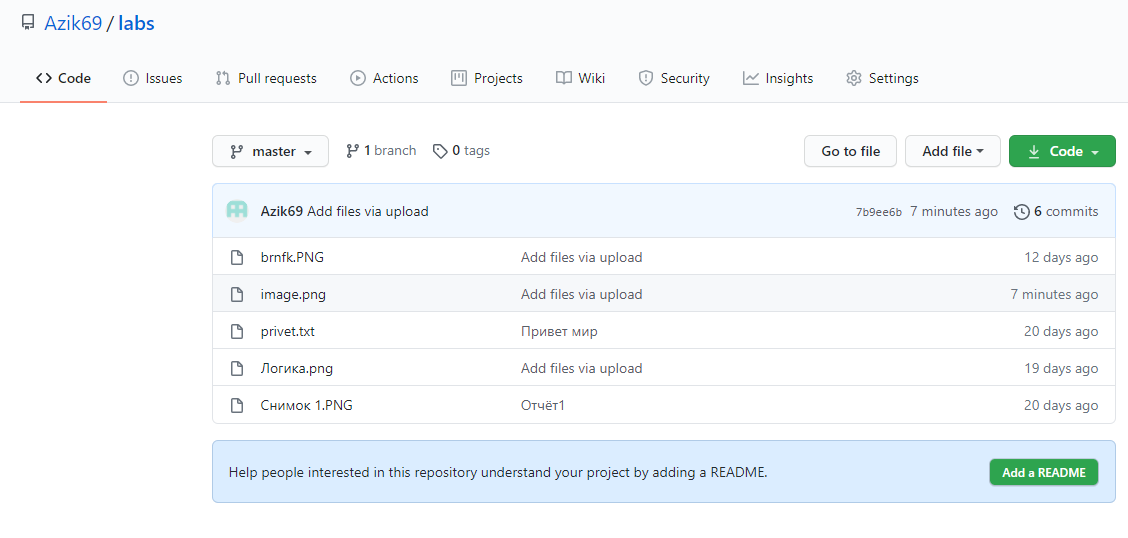 Azik69 / labs
Code Issues Pull requests Actions Projects Wiki Security Insights Settings
master 1 branch 0 tags Go to file Add file Code
Azik69 Add files via upload 7b9ee6b 7 minutes ago 6 commits
brnfk.PNG Add files via upload 12 days ago
image.png Add files via upload 7 minutes ago
privet.txt Привет мир 20 days ago
Логика.png Add files via upload 19 days ago
Снимок 1.PNG Отчёт1 20 days ago
Help people interested in this repository understand your project by adding a README. Add a README